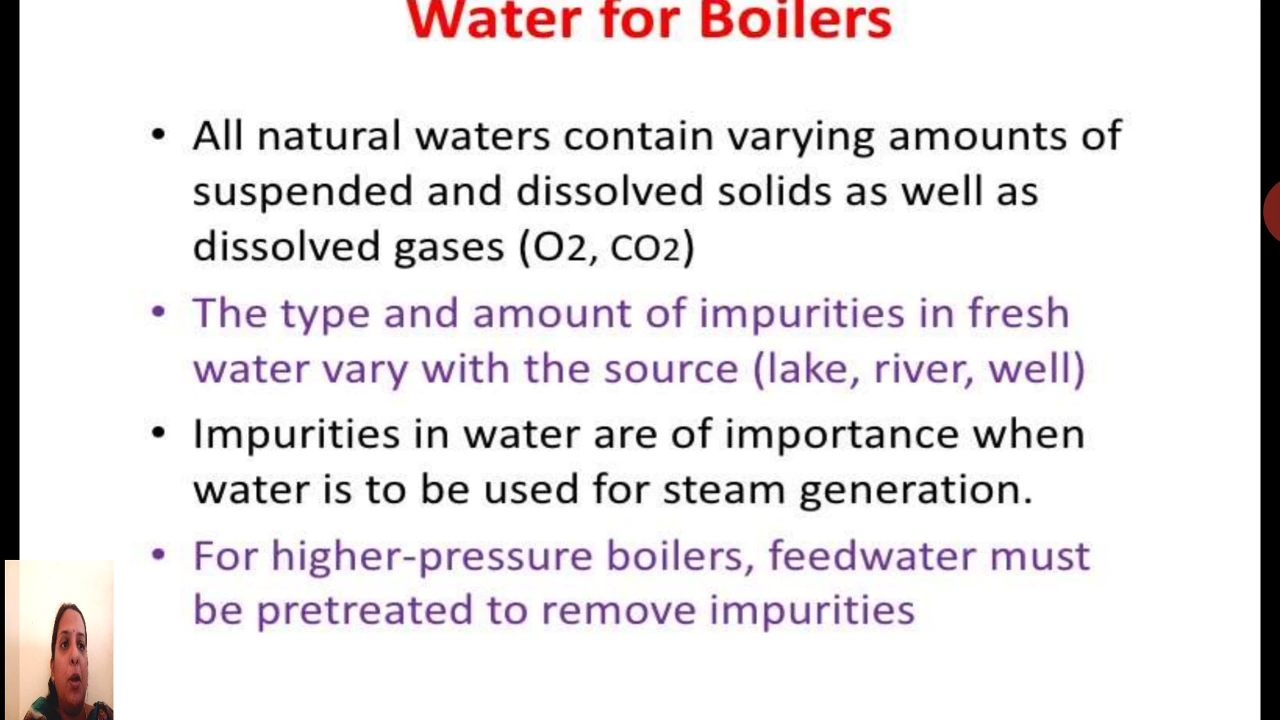 Water for Boilers
• All natural waters contain varying amounts of
suspended and dissolved solids as well as
dissolved gases (O2, CO2)
• The type and amount of impurities in fresh
water vary with the source (lake, river, well)
• Impurities in water are of importance when
water is to be used for steam generation.
• For higher-pressure boilers, feedwater must
be pretreated to remove impurities